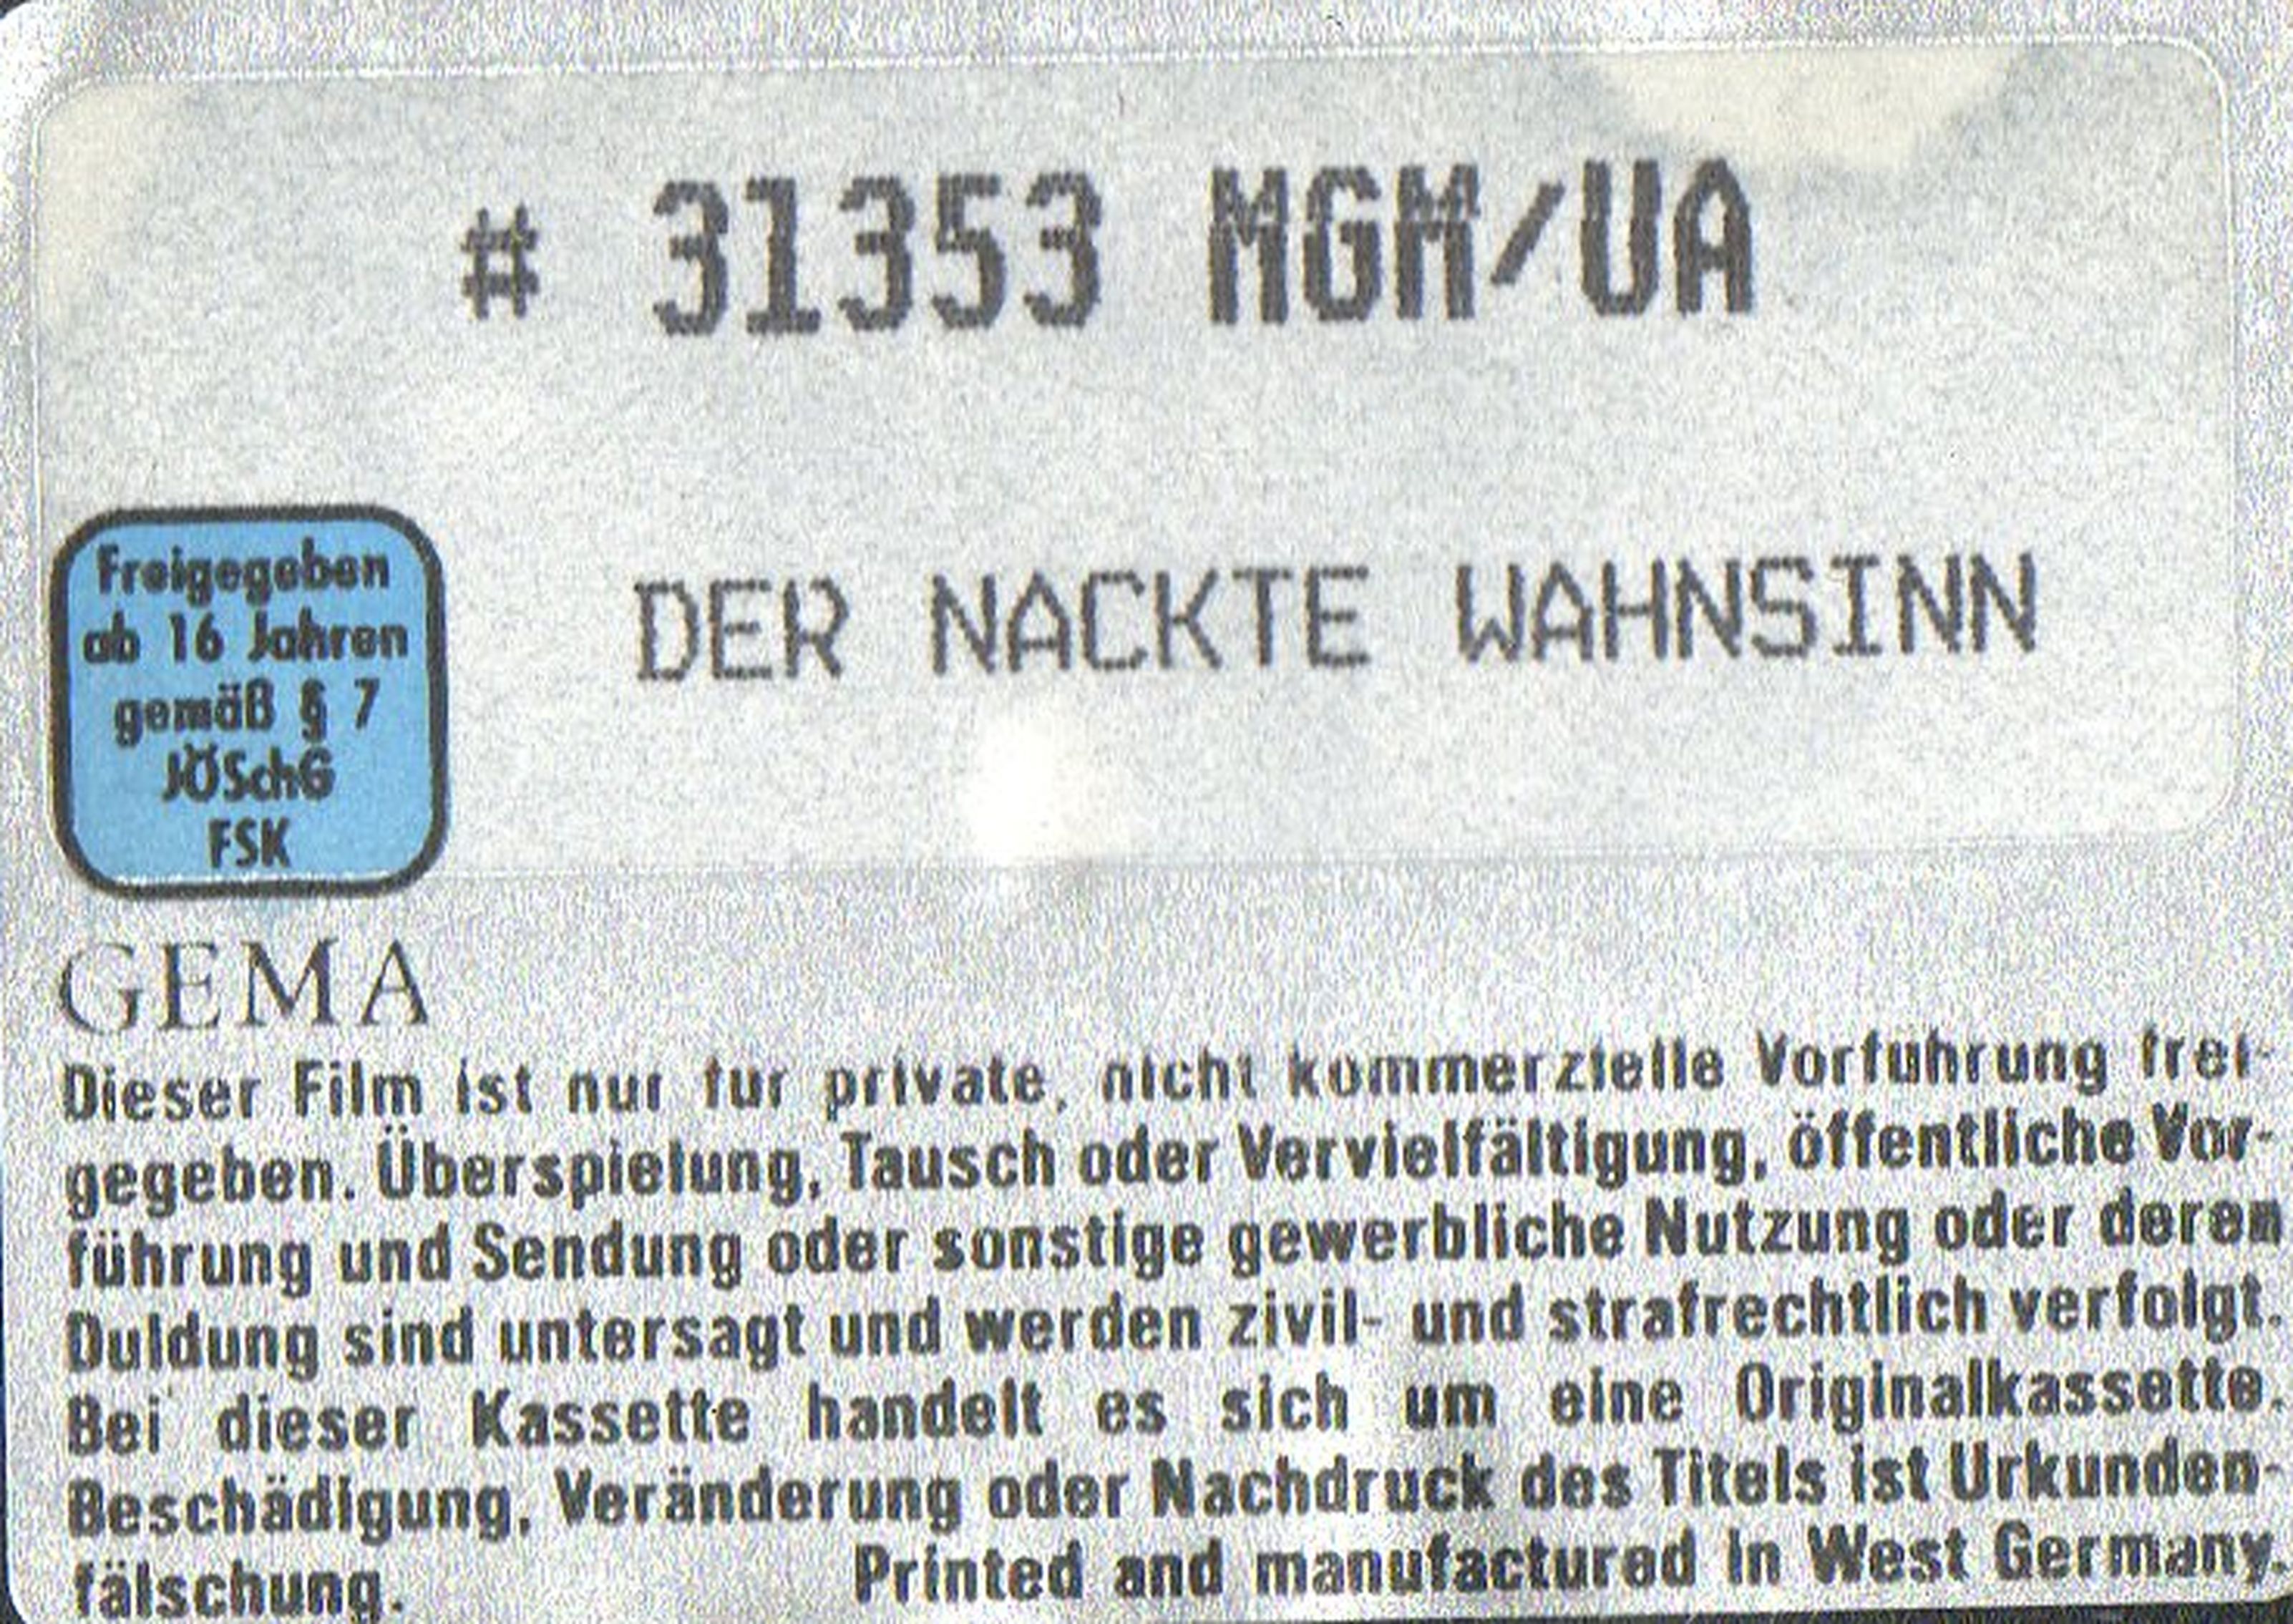 # 31353 MGM/UA
DER NACKTE WAHNSINN
Freigegeben
ab 16 Jahren
gemäß § 7
JÖSchG
FSK
GEMA
Dieser Film ist nur für private, nicht kommerzielle Vorführung frei-
gegeben. Überspielung, Tausch oder Vervielfältigung, öffentliche Vor-
führung und Sendung oder sonstige gewerbliche Nutzung oder deren
Duldung sind untersagt und werden zivil- und strafrechtlich verfolgt.
Bei dieser Kassette handelt es sich um eine Originalkassette.
Beschädigung, Veränderung oder Nachdruck des Titels ist Urkunden-
fälschung. Printed and manufactured in West Germany.